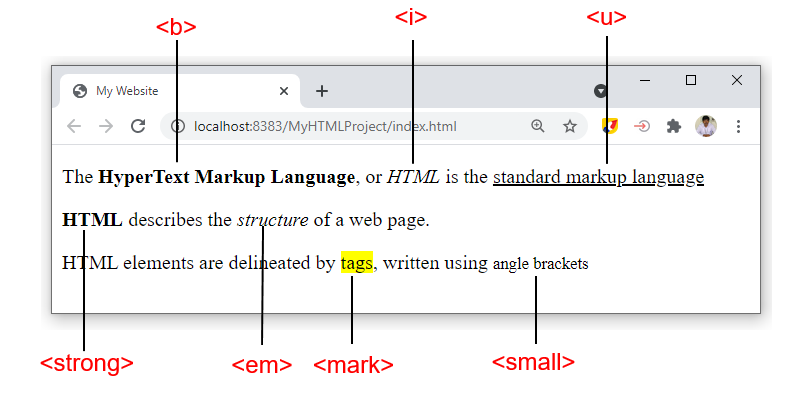 <b> <i> <u>
My Website
localhost:8383/MyHTMLProject/index.html
The HyperText Markup Language, or HTML is the standard markup language
HTML describes the structure of a web page.
HTML elements are delineated by tags, written using angle brackets
<strong> <em> <mark> <small>